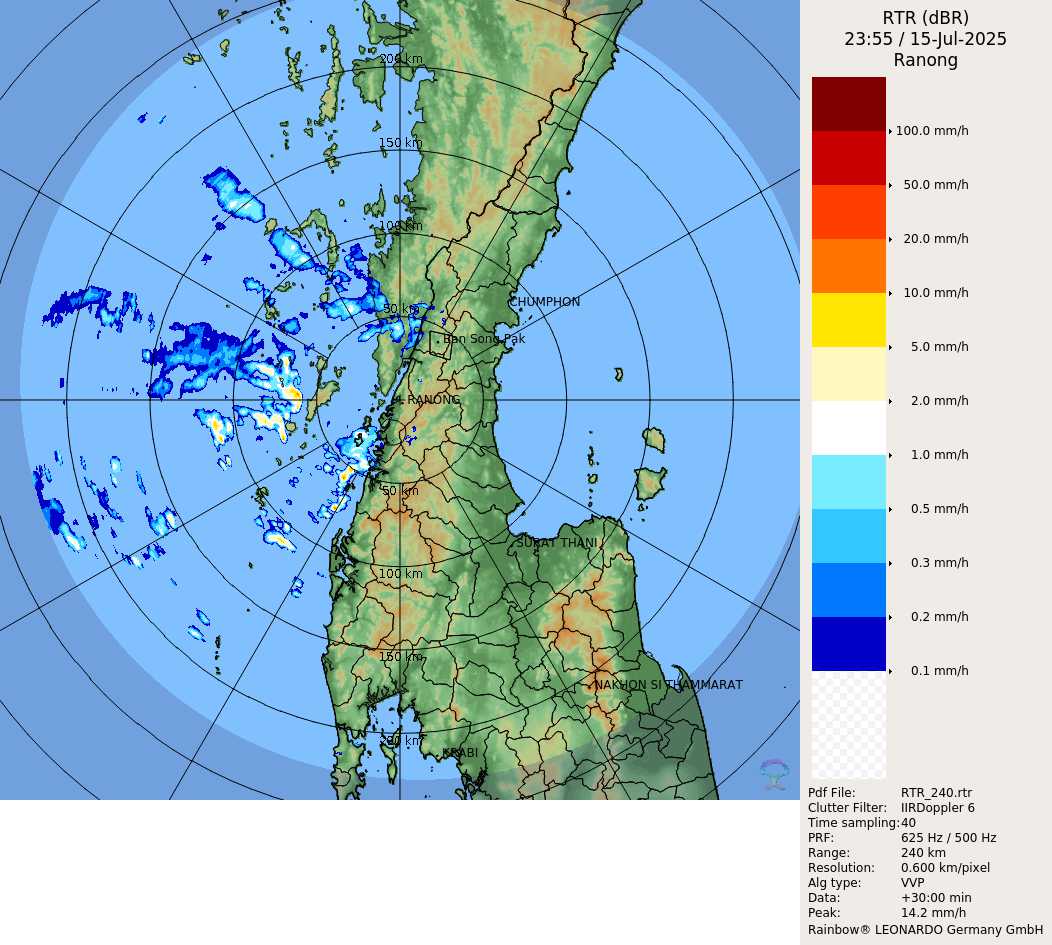 200 km
150 km
100 km
CHUMPHON
50 km
Ban Song Pak
RANONG
50 km
SURAT THANI
100 km
150 km
NAKHON SI THAMMARAT
200 km
KRABI
RTR (dBR)
23:55 / 15-Jul-2025
Ranong
100.0 mm/h
50.0 mm/h
20.0 mm/h
10.0 mm/h
5.0 mm/h
2.0 mm/h
1.0 mm/h
0.5 mm/h
0.3 mm/h
0.2 mm/h
0.1 mm/h
Pdf File: RTR_240.rtr
Clutter Filter: IIRDoppler 6
Time sampling:40
PRF: 625 Hz / 500 Hz
Range: 240 km
Resolution: 0.600 km/pixel
Alg type: VVP
Data: +30:00 min
Peak: 14.2 mm/h
Rainbow® LEONARDO Germany GmbH